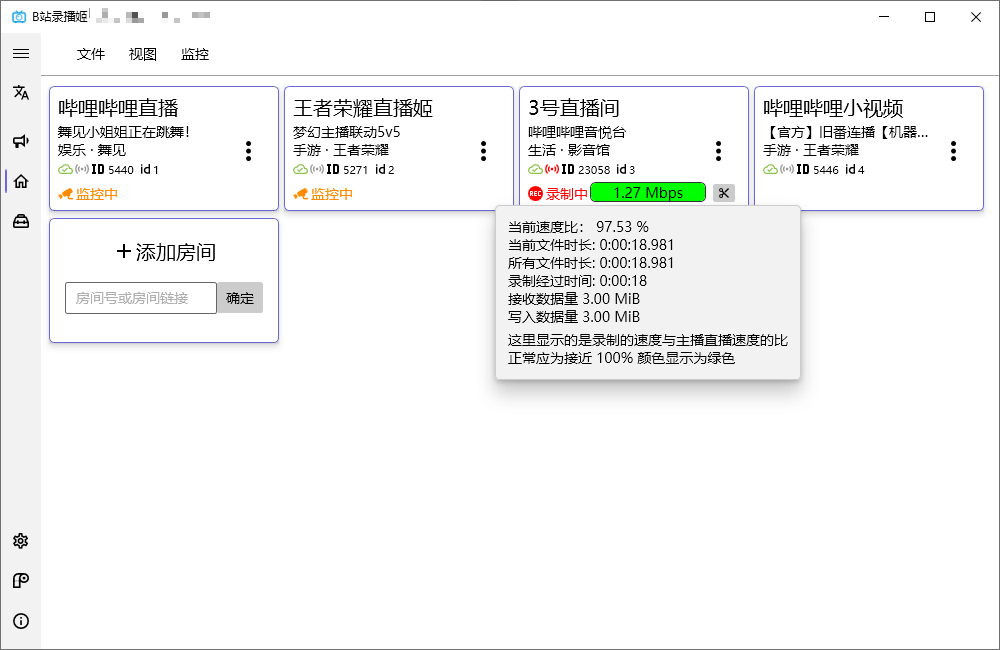 B站录播姬
文件 视图 监控
哔哩哔哩直播
舞见小姐姐正在跳舞!
娱乐 · 舞见
ID 5440 id 1
监控中
王者荣耀直播姬
梦幻主播联动5v5
手游 · 王者荣耀
ID 5271 id 2
监控中
3号直播间
哔哩哔哩音悦台
生活 · 影音馆
ID 23058 id 3
REC 录制中 1.27 Mbps
哔哩哔哩小视频
【官方】旧番连播【机器...
手游 · 王者荣耀
ID 5446 id 4
当前速度比： 97.53 %
当前文件时长: 0:00:18.981
所有文件时长: 0:00:18.981
录制经过时间: 0:00:18
接收数据量 3.00 MiB
写入数据量 3.00 MiB
这里显示的是录制的速度与主播直播速度的比
正常应为接近 100% 颜色显示为绿色
添加房间
房间号或房间链接 确定